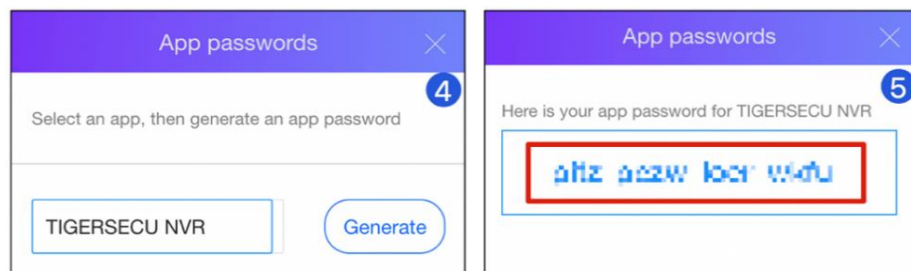 App passwords
4
Select an app, then generate an app password
TIGERSECU NVR
Generate
App passwords
5
Here is your app password for TIGERSECU NVR